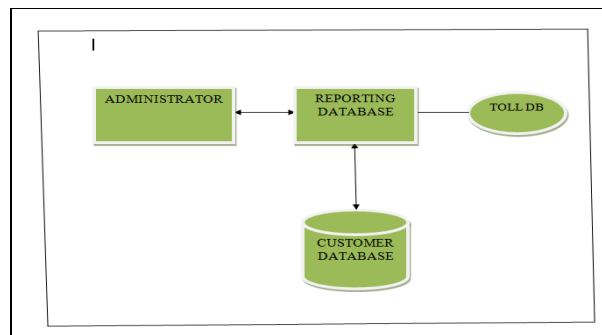 ADMINISTRATOR
REPORTING
DATABASE
TOLL DB
CUSTOMER
DATABASE